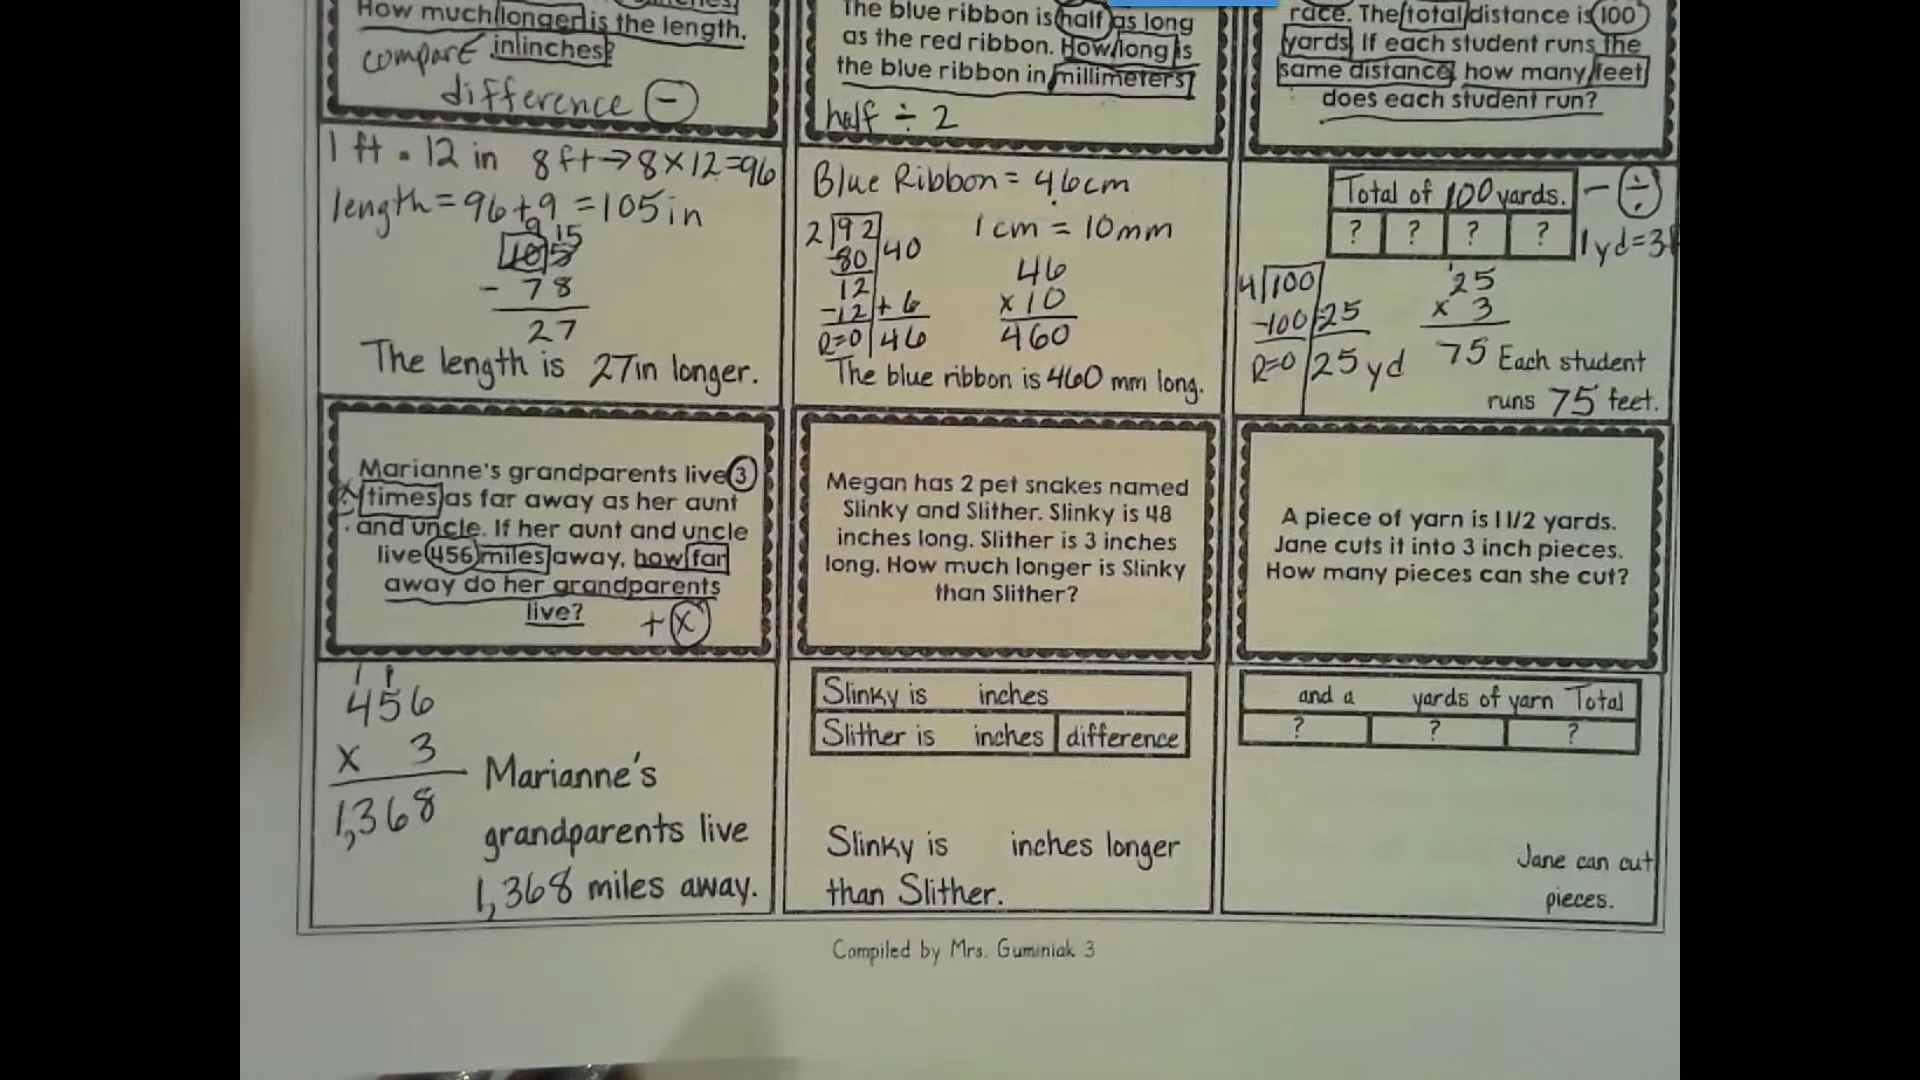 How much longer is the length,
in inches?
compare
difference -
1 ft = 12 in 8ft→8×12=96
length=96+9=105in
9 15
105
- 78
27
The length is 27in longer.
The blue ribbon is half as long
as the red ribbon. How long is
the blue ribbon in millimeters?
half ÷ 2
Blue Ribbon = 46cm
2 92
1cm = 10mm
-80 40
12
-12 + 6
R=0 46
46
x 10
460
The blue ribbon is 460 mm long.
race. The total distance is 100
yards. If each student runs the
same distance, how many feet
does each student run?
Total of 100 yards. - ÷
? ? ? ?
1yd=3
4 100
-100 25
R=0 25 yd
1
25
x 3
75 Each student
runs 75 feet.
Marianne's grandparents live 3
times as far away as her aunt
and uncle. If her aunt and uncle
live 456 miles away, how far
away do her grandparents
live?
+ x
1 1
456
x 3
1,368
Marianne's
grandparents live
1,368 miles away.
Megan has 2 pet snakes named
Slinky and Slither. Slinky is 48
inches long. Slither is 3 inches
long. How much longer is Slinky
than Slither?
Slinky is inches
Slither is inches difference
Slinky is inches longer
than Slither.
A piece of yarn is 1 1/2 yards.
Jane cuts it into 3 inch pieces.
How many pieces can she cut?
and a yards of yarn Total
? ? ?
Jane can cut
pieces.
Compiled by Mrs. Guminiak 3